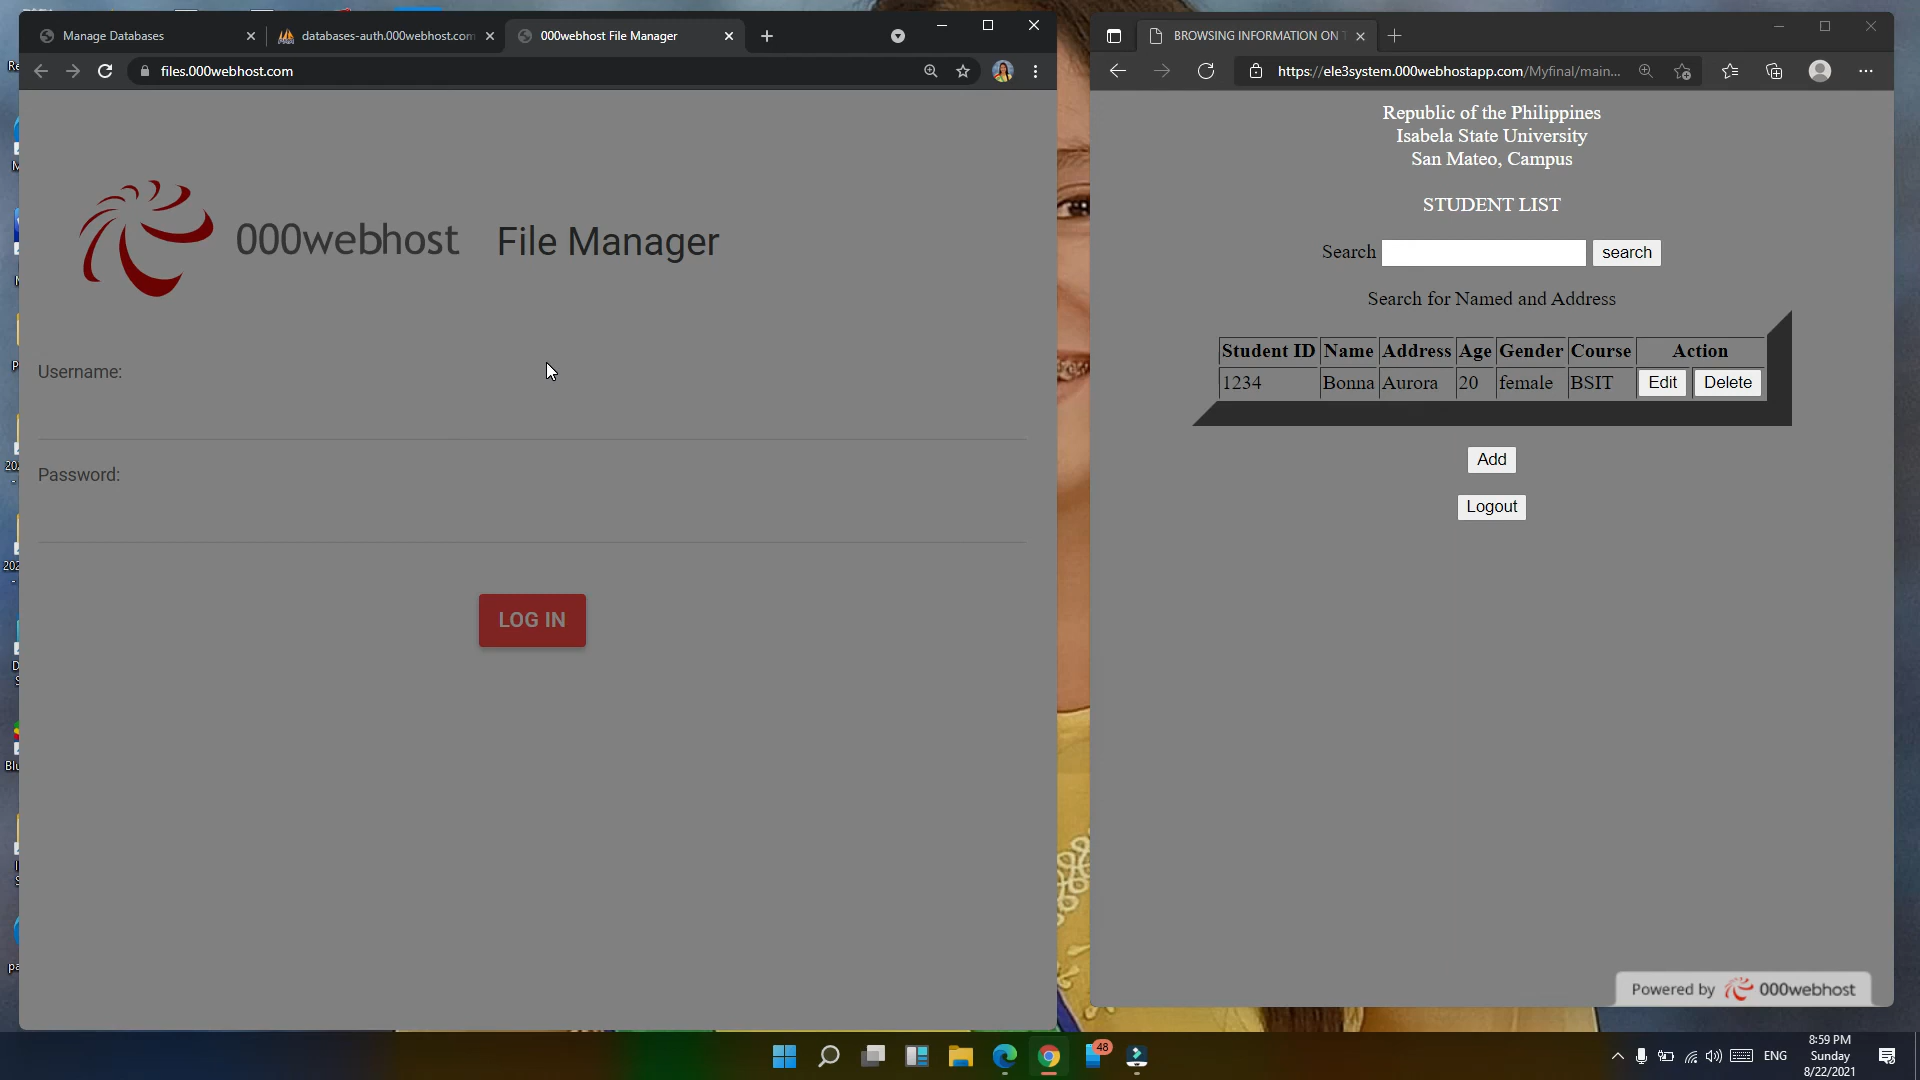 Manage Databases
databases-auth.000webhost.com
000webhost File Manager
files.000webhost.com
000webhost File Manager
Username:
Password:
LOG IN
BROWSING INFORMATION ON
https://ele3system.000webhostapp.com/Myfinal/main...
Republic of the Philippines
Isabela State University
San Mateo, Campus
STUDENT LIST
Search search
Search for Named and Address
Student ID Name Address Age Gender Course Action
1234 Bonna Aurora 20 female BSIT Edit Delete
Add
Logout
Powered by 000webhost
48
ENG
8:59 PM
Sunday
8/22/2021